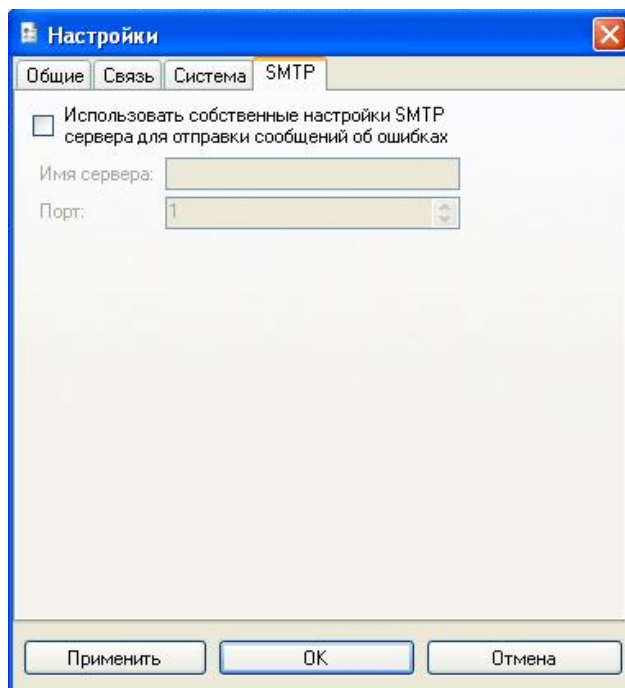 Настройки
Общие Связь Система SMTP
Использовать собственные настройки SMTP
сервера для отправки сообщений об ошибках
Имя сервера:
Порт: 1
Применить ОК Отмена